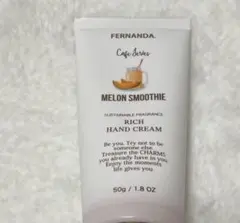 FERNANDA.
Cafe Series
MELON SMOOTHIE
SUSTAINABLE FRAGRANCE
RICH
HAND CREAM
Be you. Try not to be
someone else.
Treasure the CHARMS
you already have in you.
Enjoy the moments
life gives you.
50g / 1.8 OZ